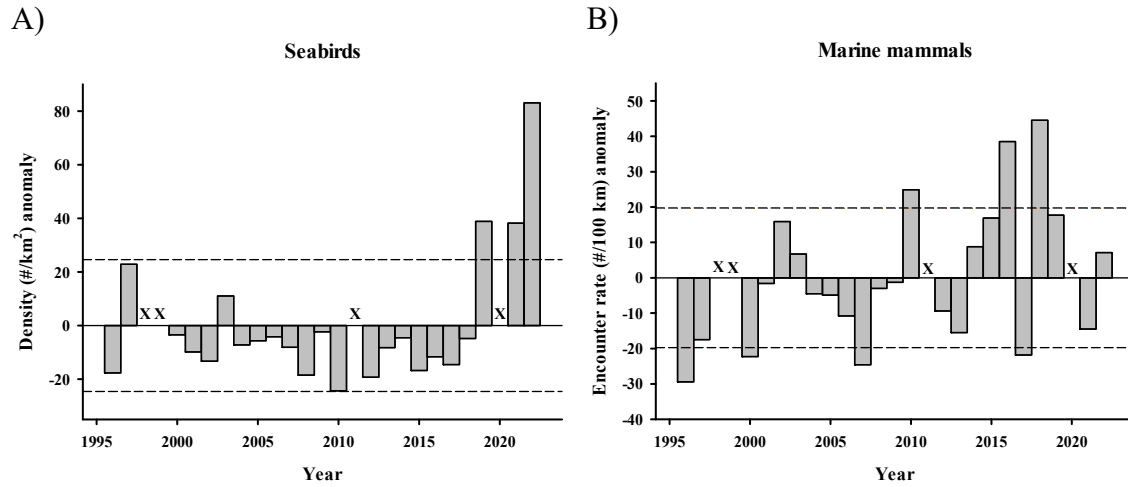 A)
Seabirds
Density (#/km²) anomaly
80
60
40
20
0
-20
X X
X
X
1995 2000 2005 2010 2015 2020
Year
B)
Marine mammals
Encounter rate (#/100 km) anomaly
50
40
30
20
10
0
-10
-20
-30
-40
X X
X
X
1995 2000 2005 2010 2015 2020
Year